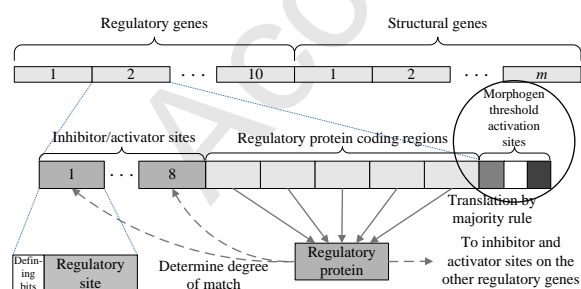 Regulatory genes Structural genes
1 2 . . . 10 1 2 . . . m
Morphogen
threshold
activation
sites
Inhibitor/activator sites Regulatory protein coding regions
1 . . . 8
Translation by
majority rule
Defin-
ing
bits
Regulatory
site
Determine degree
of match
Regulatory
protein
To inhibitor and
activator sites on the
other regulatory genes